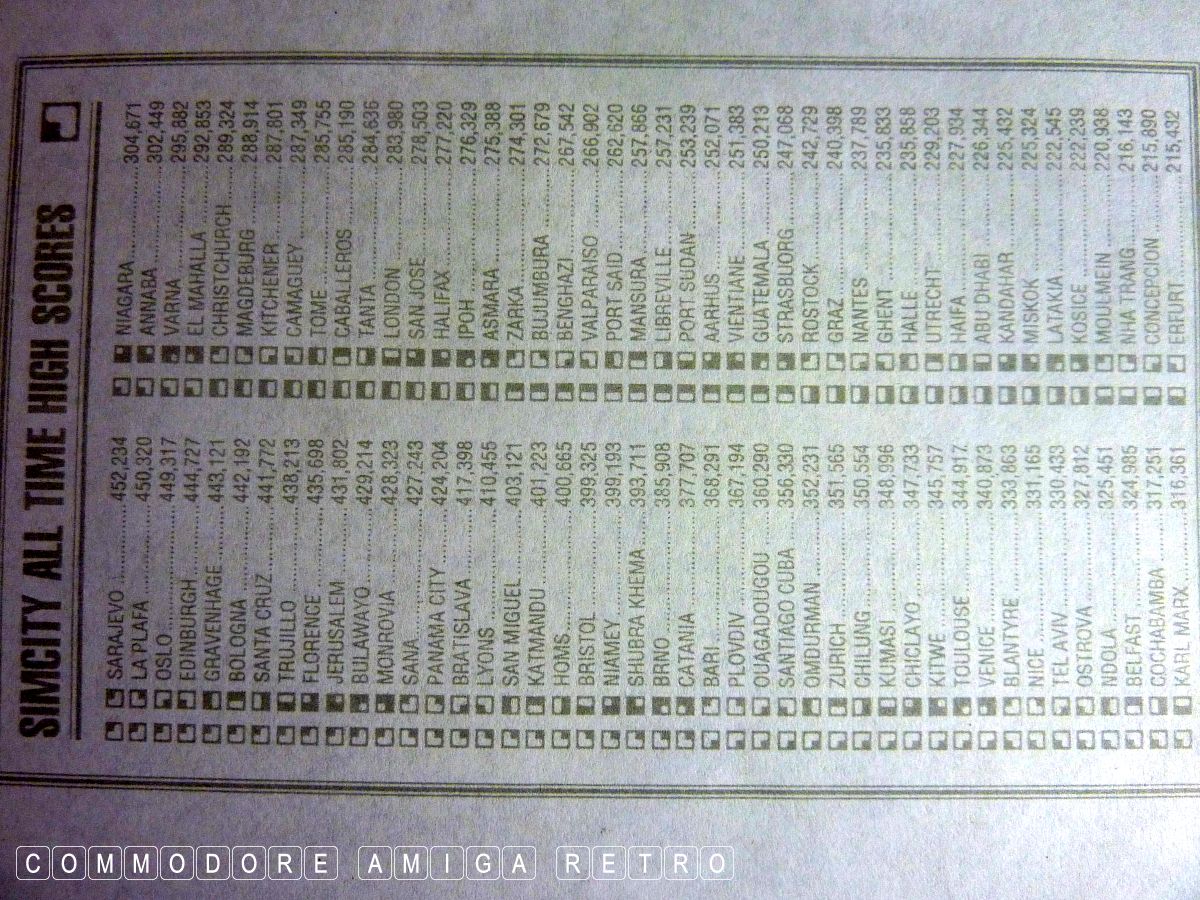 SIMCITY ALL TIME HIGH SCORES
SARAJEVO 452,234
LA PLAFA 450,320
OSLO 449,317
EDINBURGH 444,727
GRAVENHAGE 443,121
BOLOGNA 442,192
SANTA CRUZ 441,772
TRUJILLO 438,213
FLORENCE 435,698
JERUSALEM 431,802
BULAWAYO 429,214
MONROVIA 428,323
SANA 427,243
PANAMA CITY 424,204
BRATISLAVA 417,398
LYONS 410,455
SAN MIGUEL 403,121
KATMANDU 401,223
HOMS 400,665
BRISTOL 399,325
NIAMEY 399,193
SHUBRA KHEMA 393,711
BRNO 385,908
CATANIA 377,707
BARI 368,291
PLOVDIV 367,194
OUAGADOUGOU 360,290
SANTIAGO CUBA 356,330
OMDURMAN 352,231
ZURICH 351,565
CHILUNG 350,554
KUMASI 348,996
CHICLAYO 347,733
KITWE 345,757
TOULOUSE 344,917
VENICE 340,873
BLANTYRE 333,863
NICE 331,165
TEL AVIV 330,433
OSTROVA 327,812
NDOLA 325,451
BELFAST 324,985
COCHABAMBA 317,251
KARL MARX 316,361
NIAGARA 304,671
ANNABA 302,449
VARNA 295,882
EL MAHALLA 292,853
CHRISTCHURCH 289,324
MAGDEBURG 288,914
KITCHENER 287,801
CAMAGUEY 287,349
TOME 285,755
CABALLEROS 285,190
TANTA 284,636
LONDON 283,980
SAN JOSE 278,503
HALIFAX 277,220
IPOH 276,329
ASMARA 275,388
ZARKA 274,301
BUJUMBURA 272,679
BENGHAZI 267,542
VALPARAISO 266,902
PORT SAID 262,620
MANSURA 257,866
LIBREVILLE 257,231
PORT SUDAN 253,239
AARHUS 252,071
VIENTIANE 251,383
GUATEMALA 250,213
STRASBUORG 247,068
ROSTOCK 242,729
GRAZ 240,398
NANTES 237,789
GHENT 235,833
HALLE 235,858
UTRECHT 229,203
HAIFA 227,934
ABU DHABI 226,344
KANDAHAR 225,432
MISKOK 225,324
LATAKIA 222,545
KOSICE 222,239
MOULMEIN 220,938
NHA TRANG 216,143
CONCEPCION 215,890
ERFURT 215,432
COMMODORE AMIGA RETRO